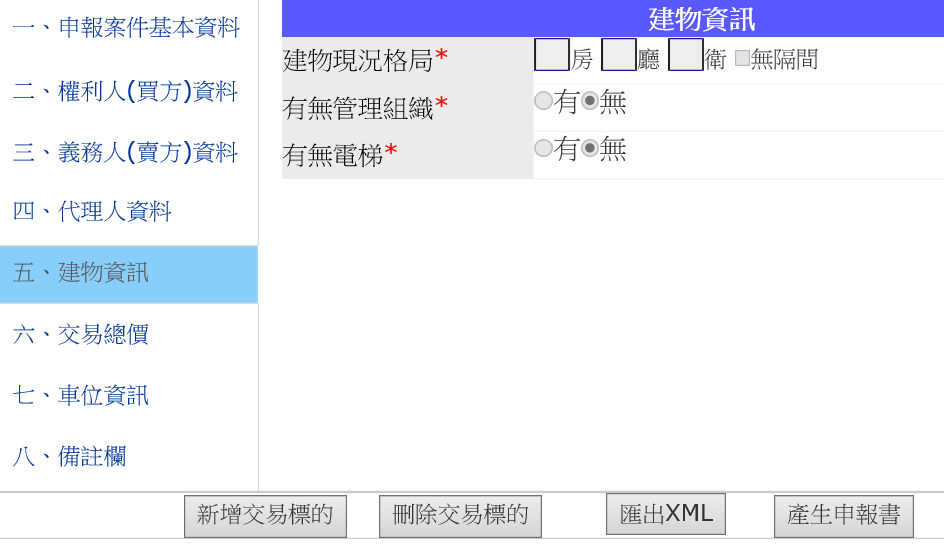 一、申報案件基本資料
二、權利人(買方)資料
三、義務人(賣方)資料
四、代理人資料
五、建物資訊
六、交易總價
七、車位資訊
八、備註欄
建物資訊
建物現況格局* 房 廳 衛 無隔間
有無管理組織* 有 無
有無電梯* 有 無
新增交易標的 刪除交易標的 匯出XML 產生申報書